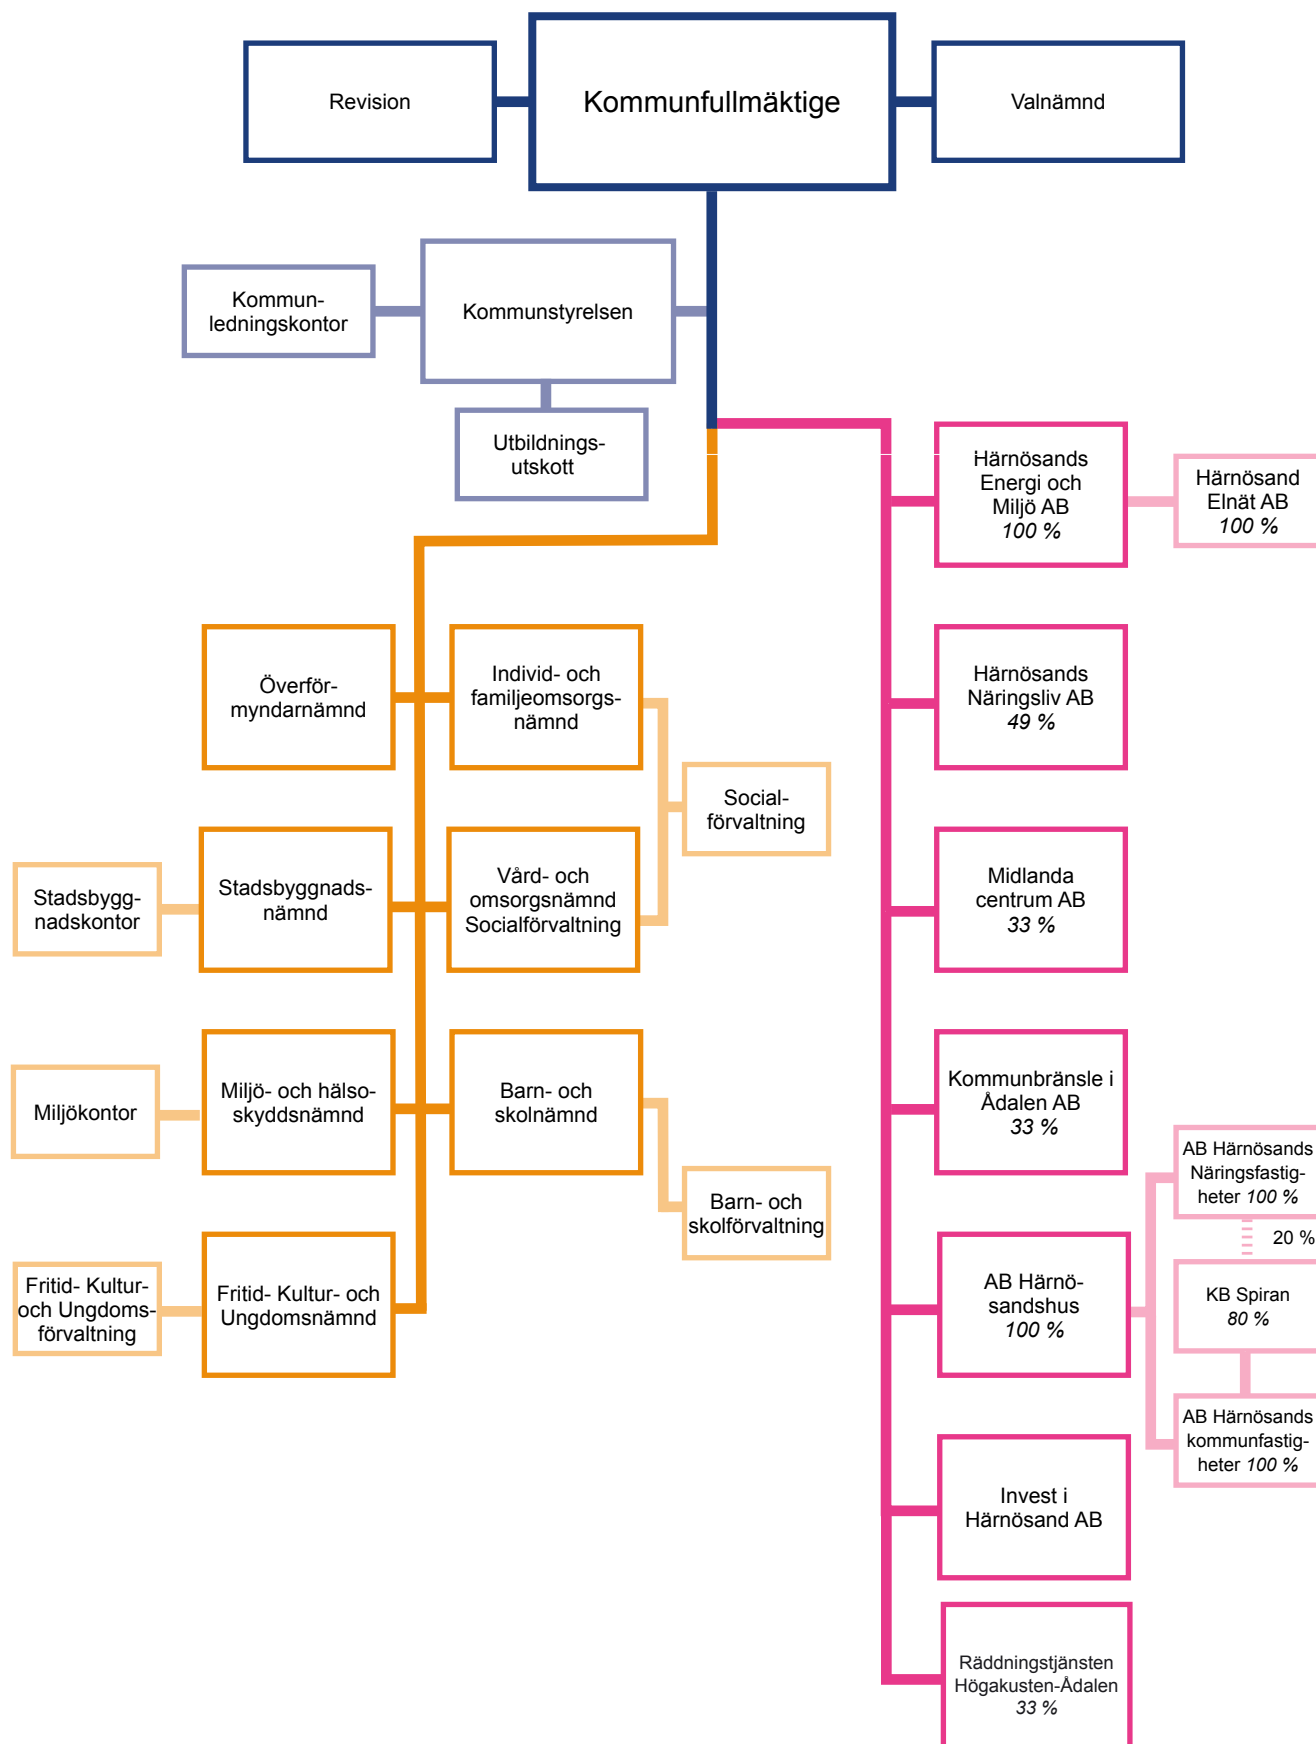 Revision
Kommunfullmäktige
Valnämnd
Kommun-
ledningskontor
Kommunstyrelsen
Utbildnings-
utskott
Härnösands
Energi och
Miljö AB
100 %
Härnösand
Elnät AB
100 %
Överför-
myndarnämnd
Individ- och
familjeomsorgs-
nämnd
Härnösands
Näringsliv AB
49 %
Social-
förvaltning
Stadsbygg-
nadskontor
Stadsbyggnads-
nämnd
Vård- och
omsorgsnämnd
Socialförvaltning
Midlanda
centrum AB
33 %
Miljökontor
Miljö- och hälso-
skyddsnämnd
Barn- och
skolnämnd
Kommunbränsle i
Ådalen AB
33 %
Barn- och
skolförvaltning
AB Härnösands
Näringsfastig-
heter 100 %
20 %
Fritid- Kultur-
och Ungdoms-
förvaltning
Fritid- Kultur- och
Ungdomsnämnd
AB Härnö-
sandshus
100 %
KB Spiran
80 %
AB Härnösands
kommunfastig-
heter 100 %
Invest i
Härnösand AB
Räddningstjänsten
Högakusten-Ådalen
33 %